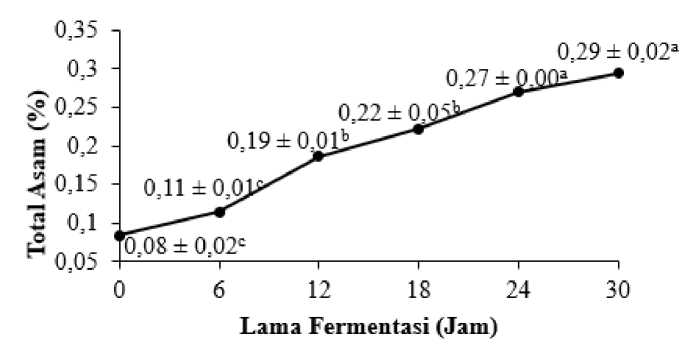 0,35
0,3
0,25
0,2
0,15
0,1
0,05
Total Asam (%)
0,08 ± 0,02ᶜ
0,11 ± 0,01ᶜ
0,19 ± 0,01ᵇ
0,22 ± 0,05ᵇ
0,27 ± 0,00ᵃ
0,29 ± 0,02ᵃ
0 6 12 18 24 30
Lama Fermentasi (Jam)